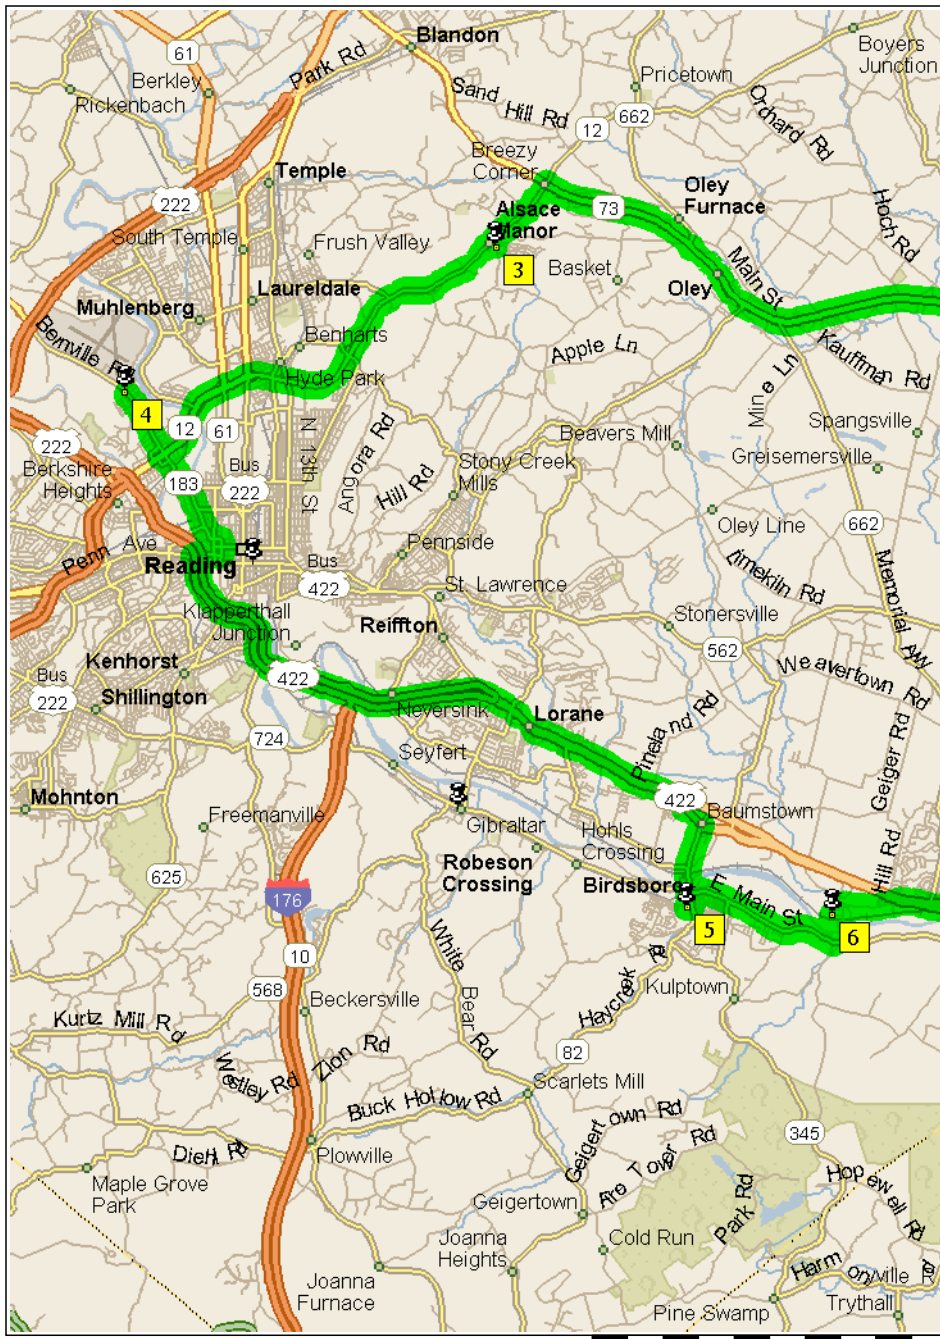 Blandon
61
Park Rd
Berkley
Rickenbach
Boyers
Junction
Pricetown
Sand Hill Rd
Orchard Rd
662
12
Breezy
Corner
Temple
222
Alsace
Manor
73
Oley
Furnace
Hoch Rd
South Temple
Frush Valley
3
Basket
Main St
Oley
Laureldale
Muhlenberg
Bernville Rd
Benharts
Apple Ln
Kauffman Rd
Hyde Park
Mine Ln
4
12
61
N 13th St
Angora Rd
Beavers Mill
Spangsville
222
Berkshire
Heights
Bus
222
Hill Rd
Stony Creek
Mills
Greisemersville
183
Oley Line
662
Penn Ave
Reading
Bus
422
Pennside
Limekiln Rd
Memorial AW
St. Lawrence
Klapperthall
Junction
Reiffton
Stonersville
562
Weavertown Rd
Kenhorst
Bus
222
Shillington
422
Neversink
Lorane
Pineland Rd
724
Seyfert
Geiger Rd
Mohnton
Freemanville
Gibraltar
422
Baumstown
Hohls
Crossing
Robeson
Crossing
Hill Rd
625
Birdsboro
E Main St
176
5
6
White Bear Rd
10
Haycreek Rd
568
Beckersville
Kulptown
Kurtz Mill Rd
Zion Rd
Westley Rd
82
Scarlets Mill
Buck Hollow Rd
Geigertown Rd
345
Diehl Rd
Plowville
Are Tower Rd
Maple Grove
Park
Hopewell Rd
Park Rd
Geigertown
Joanna
Heights
Cold Run
Harmonyville R
Rd
Joanna
Furnace
Pine Swamp
Trythall